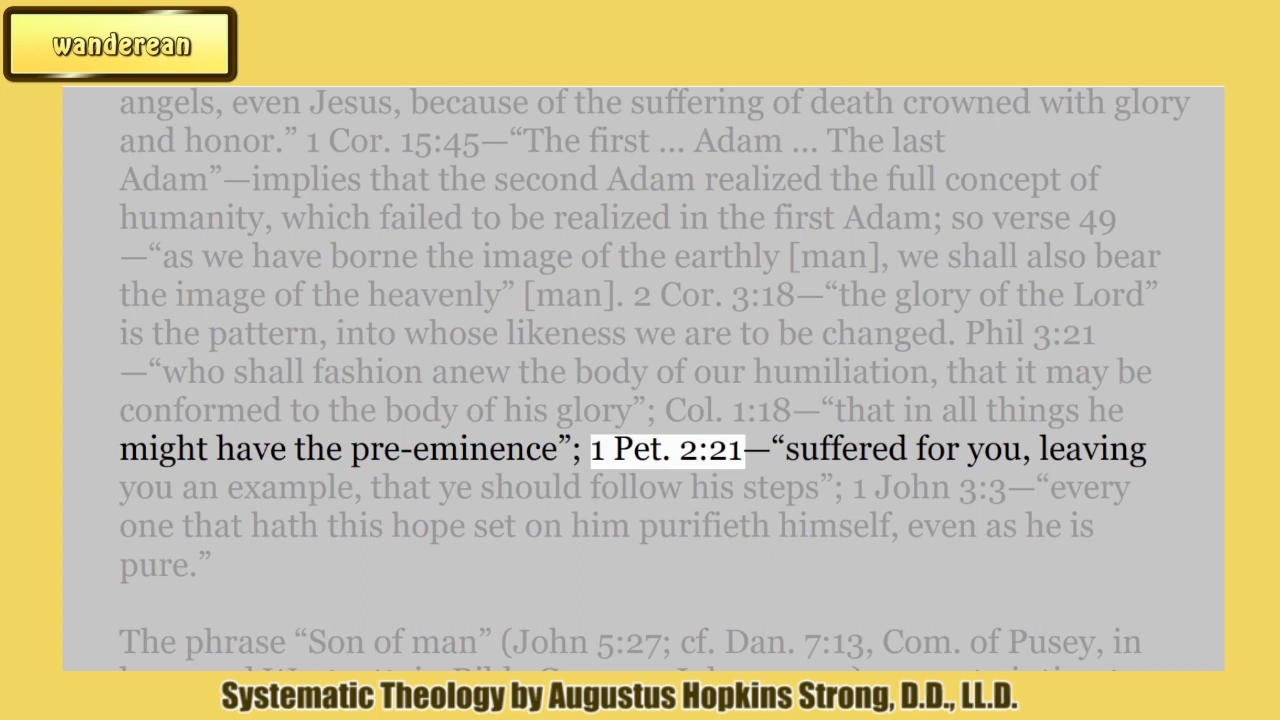 wanderean
angels, even Jesus, because of the suffering of death crowned with glory
and honor.” 1 Cor. 15:45—“The first ... Adam ... The last
Adam”—implies that the second Adam realized the full concept of
humanity, which failed to be realized in the first Adam; so verse 49
—“as we have borne the image of the earthly [man], we shall also bear
the image of the heavenly” [man]. 2 Cor. 3:18—“the glory of the Lord”
is the pattern, into whose likeness we are to be changed. Phil 3:21
—“who shall fashion anew the body of our humiliation, that it may be
conformed to the body of his glory”; Col. 1:18—“that in all things he
might have the pre-eminence”; 1 Pet. 2:21—“suffered for you, leaving
you an example, that ye should follow his steps”; 1 John 3:3—“every
one that hath this hope set on him purifieth himself, even as he is
pure.”
The phrase “Son of man” (John 5:27; cf. Dan. 7:13, Com. of Pusey, in
Systematic Theology by Augustus Hopkins Strong, D.D., LL.D.